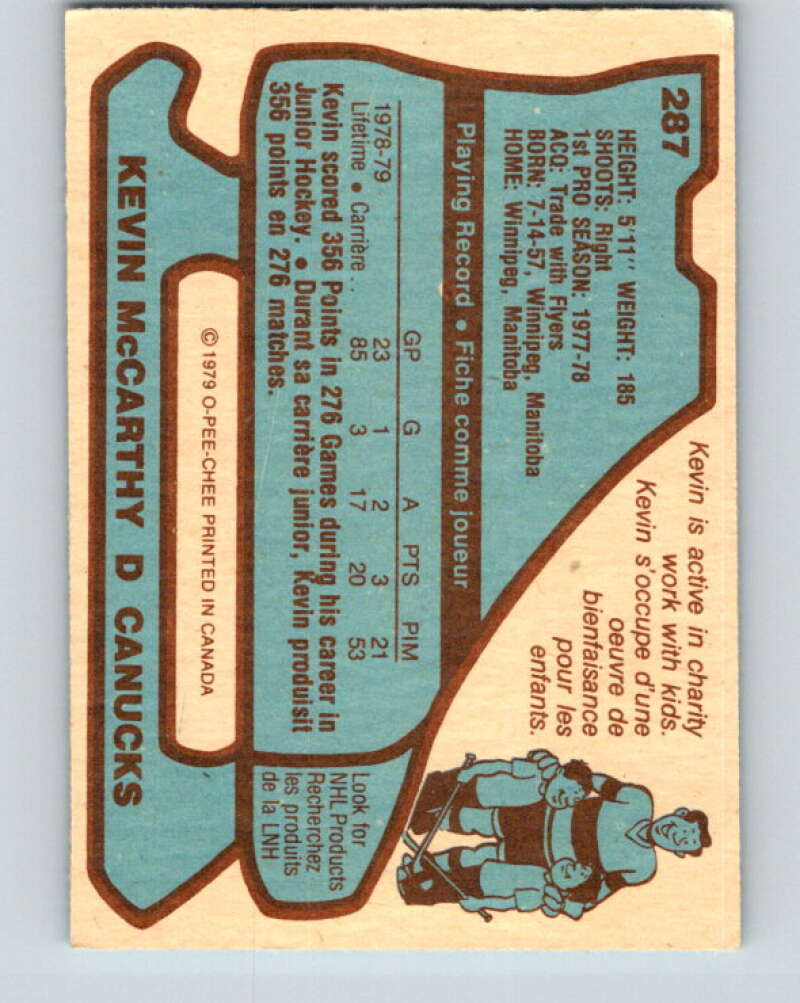 287
HEIGHT: 5'11" WEIGHT: 185
SHOOTS: Right
1st PRO SEASON: 1977-78
ACQ: Trade with Flyers
BORN: 7-14-57, Winnipeg, Manitoba
HOME: Winnipeg, Manitoba
Kevin is active in charity
work with kids.
Kevin s'occupe d'une
oeuvre de
bienfaisance
pour les
enfants.
Playing Record • Fiche comme joueur
GP G A PTS PIM
1978-79 23 1 2 3 21
Lifetime • Carrière .. 85 3 17 20 53
Kevin scored 356 Points in 276 Games during his career in
Junior Hockey. • Durant sa carrière junior, Kevin produisit
356 points en 276 matches.
Look for
NHL Products
Recherchez
les produits
de la LNH
© 1979 O-PEE-CHEE PRINTED IN CANADA
KEVIN McCARTHY D CANUCKS